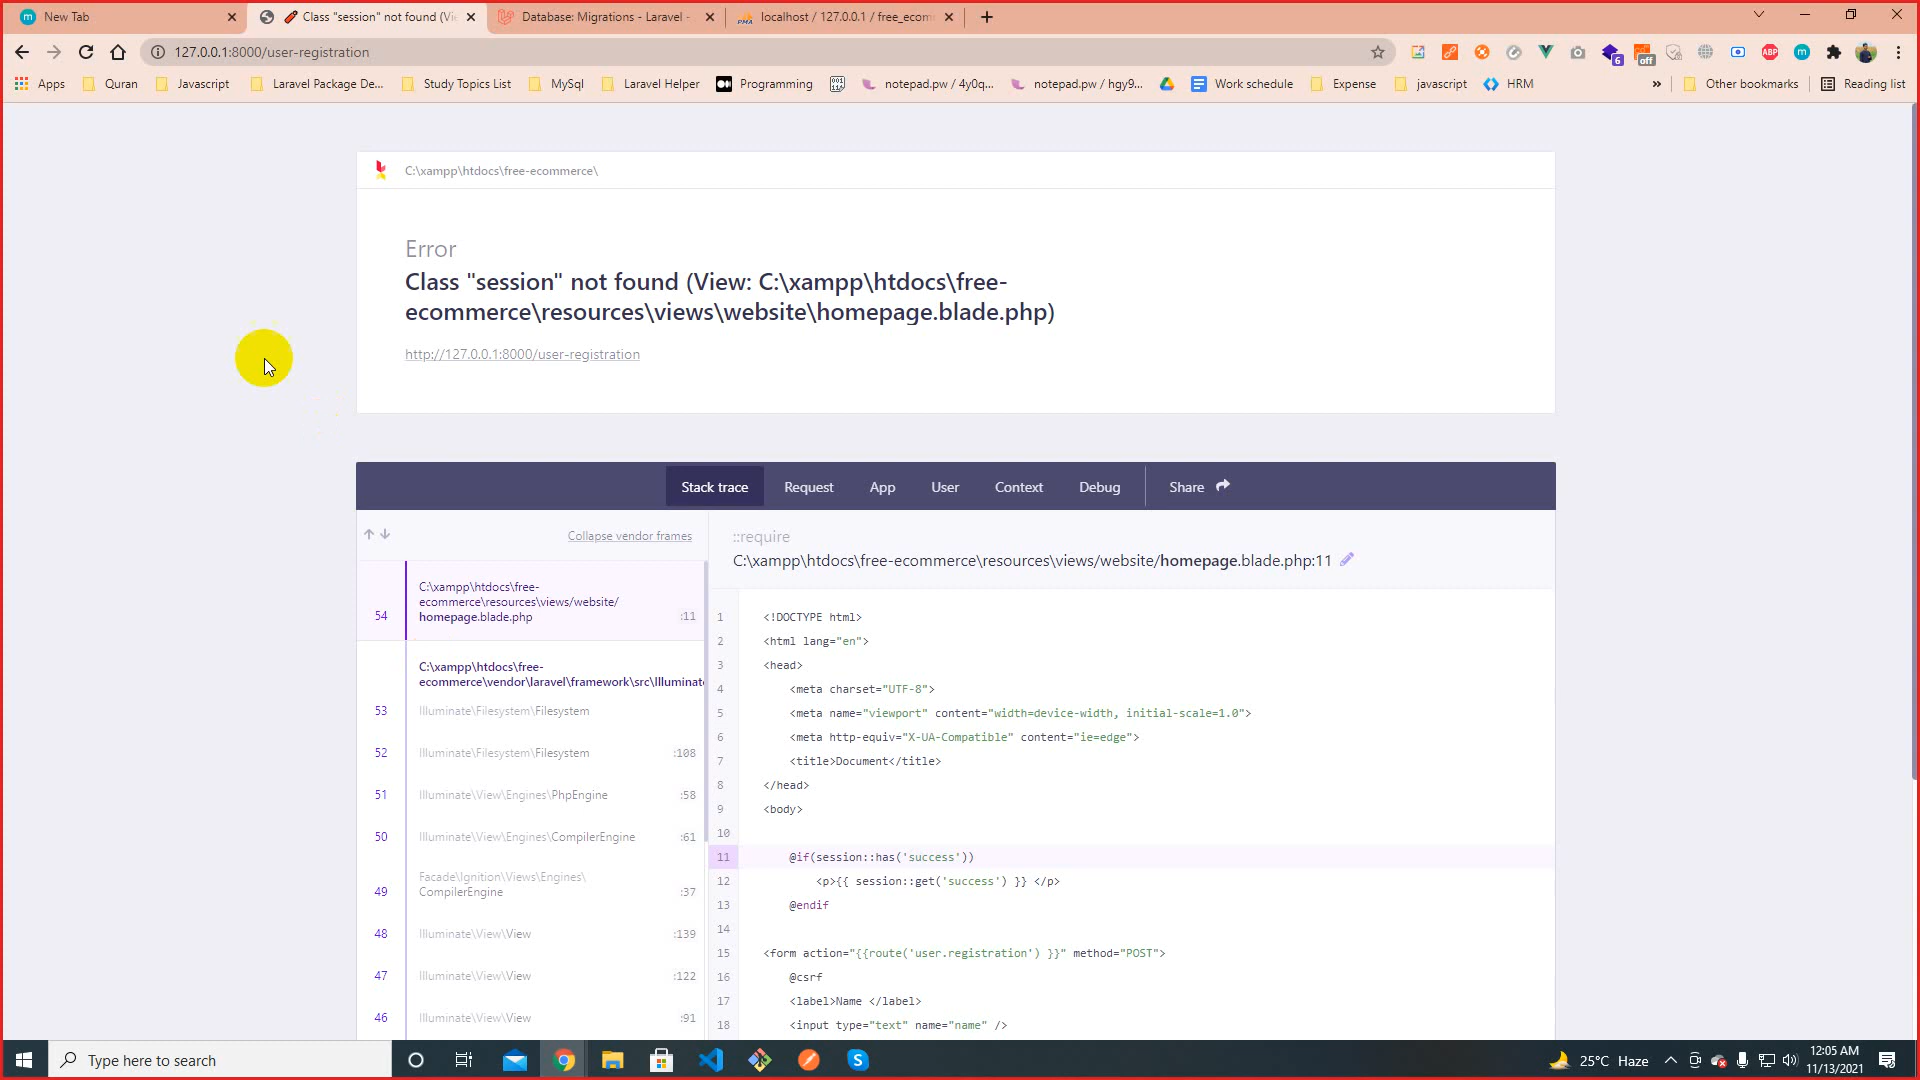 New Tab
Class "session" not found (Vie
Database: Migrations - Laravel -
localhost / 127.0.0.1 / free_ecom
127.0.0.1:8000/user-registration
6
off
ABP
m
Apps
Quran
Javascript
Laravel Package De...
Study Topics List
MySql
Laravel Helper
Programming
notepad.pw / 4y0q...
notepad.pw / hgy9...
Work schedule
Expense
javascript
HRM
»
Other bookmarks
Reading list
C:\xampp\htdocs\free-ecommerce\
Error
Class "session" not found (View: C:\xampp\htdocs\free-
ecommerce\resources\views\website\homepage.blade.php)
http://127.0.0.1:8000/user-registration
Stack trace
Request
App
User
Context
Debug
Share
Collapse vendor frames
C:\xampp\htdocs\free-
ecommerce\resources\views/website/
54 homepage.blade.php :11
C:\xampp\htdocs\free-
ecommerce\vendor\laravel\framework\src\Illuminat
53 Illuminate\Filesystem\Filesystem
52 Illuminate\Filesystem\Filesystem :108
51 Illuminate\View\Engines\PhpEngine :58
50 Illuminate\View\Engines\CompilerEngine :61
Facade\Ignition\Views\Engines\
49 CompilerEngine :37
48 Illuminate\View\View :139
47 Illuminate\View\View :122
46 Illuminate\View\View :91
::require
C:\xampp\htdocs\free-ecommerce\resources\views/website/homepage.blade.php:11
1 <!DOCTYPE html>
2 <html lang="en">
3 <head>
4 <meta charset="UTF-8">
5 <meta name="viewport" content="width=device-width, initial-scale=1.0">
6 <meta http-equiv="X-UA-Compatible" content="ie=edge">
7 <title>Document</title>
8 </head>
9 <body>
10
11 @if(session::has('success'))
12 <p>{{ session::get('success') }} </p>
13 @endif
14
15 <form action="{{route('user.registration') }}" method="POST">
16 @csrf
17 <label>Name </label>
18 <input type="text" name="name" />
Type here to search
25°C Haze
12:05 AM
11/13/2021